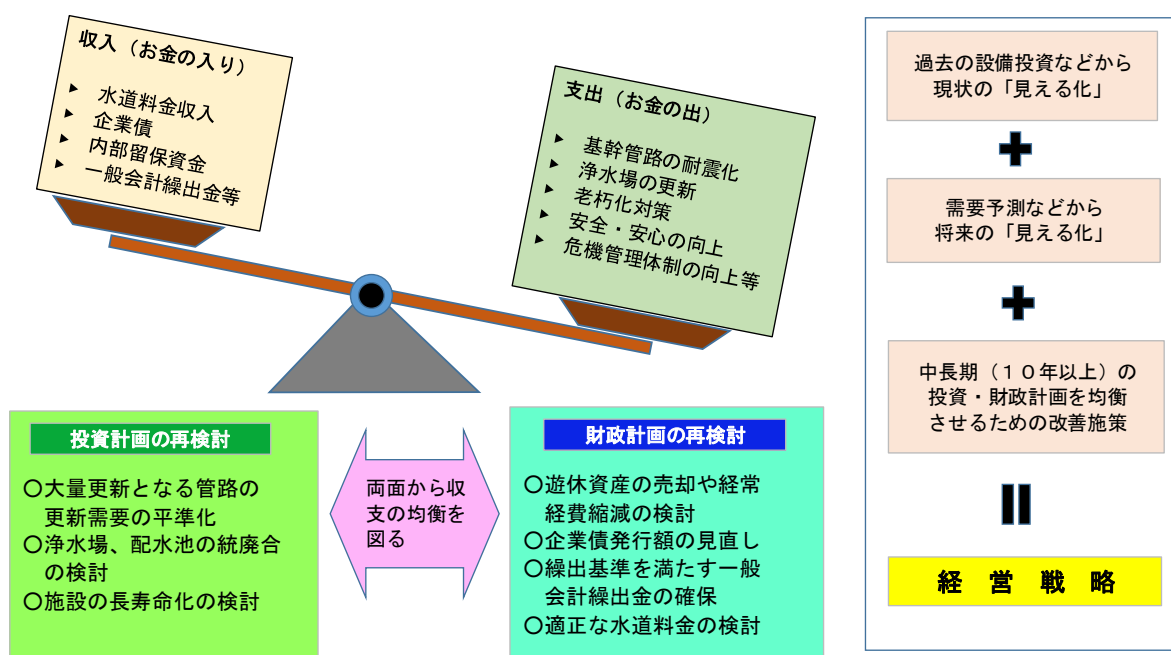 収入（お金の入り）
▶ 水道料金収入
▶ 企業債
▶ 内部留保資金
▶ 一般会計繰出金等
支出（お金の出）
▶ 基幹管路の耐震化
▶ 浄水場の更新
▶ 老朽化対策
▶ 安全・安心の向上
▶ 危機管理体制の向上等
投資計画の再検討
〇大量更新となる管路の
更新需要の平準化
〇浄水場、配水池の統廃合
の検討
〇施設の長寿命化の検討
両面から収
支の均衡を
図る
財政計画の再検討
〇遊休資産の売却や経常
経費縮減の検討
〇企業債発行額の見直し
〇繰出基準を満たす一般
会計繰出金の確保
〇適正な水道料金の検討
過去の設備投資などから
現状の「見える化」
需要予測などから
将来の「見える化」
中長期（１０年以上）の
投資・財政計画を均衡
させるための改善施策
経 営 戦 略